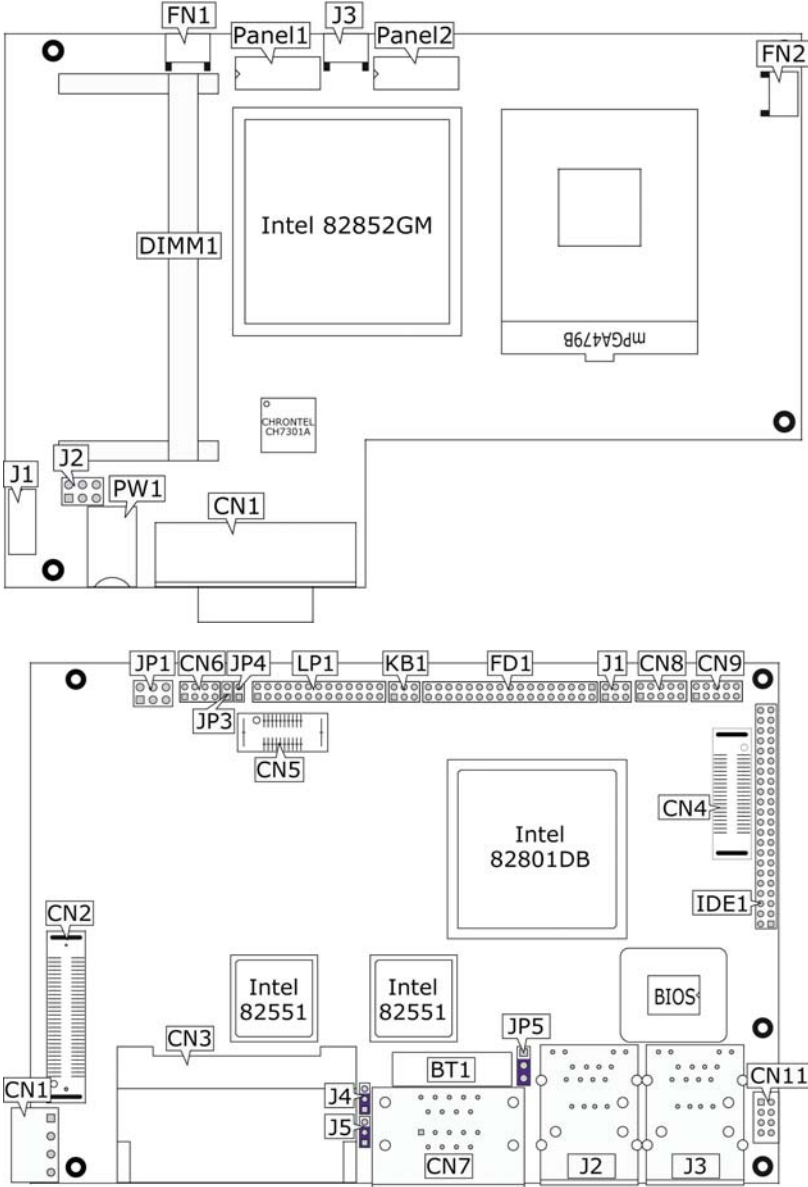 FN1
J3
Panel1
Panel2
FN2
Intel 82852GM
DIMM1
mPGA479B
CHRONTEL
CH7301A
J2
J1
PW1
CN1
JP1
CN6
JP4
LP1
KB1
FD1
J1
CN8
CN9
JP3
CN5
CN4
Intel
82801DB
IDE1
CN2
Intel
82551
Intel
82551
BIOS
CN3
JP5
BT1
CN11
CN1
J4
J5
CN7
J2
J3